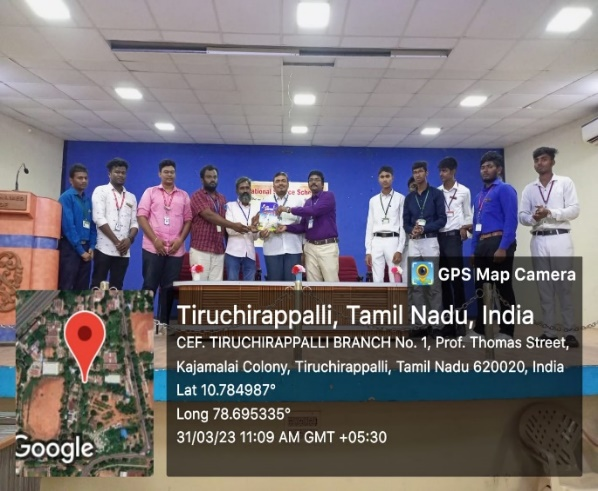 ational Service Sche
GPS Map Camera
Tiruchirappalli, Tamil Nadu, India
CEF. TIRUCHIRAPPALLI BRANCH No. 1, Prof. Thomas Street,
Kajamalai Colony, Tiruchirappalli, Tamil Nadu 620020, India
Lat 10.784987°
Long 78.695335°
31/03/23 11:09 AM GMT +05:30
Google